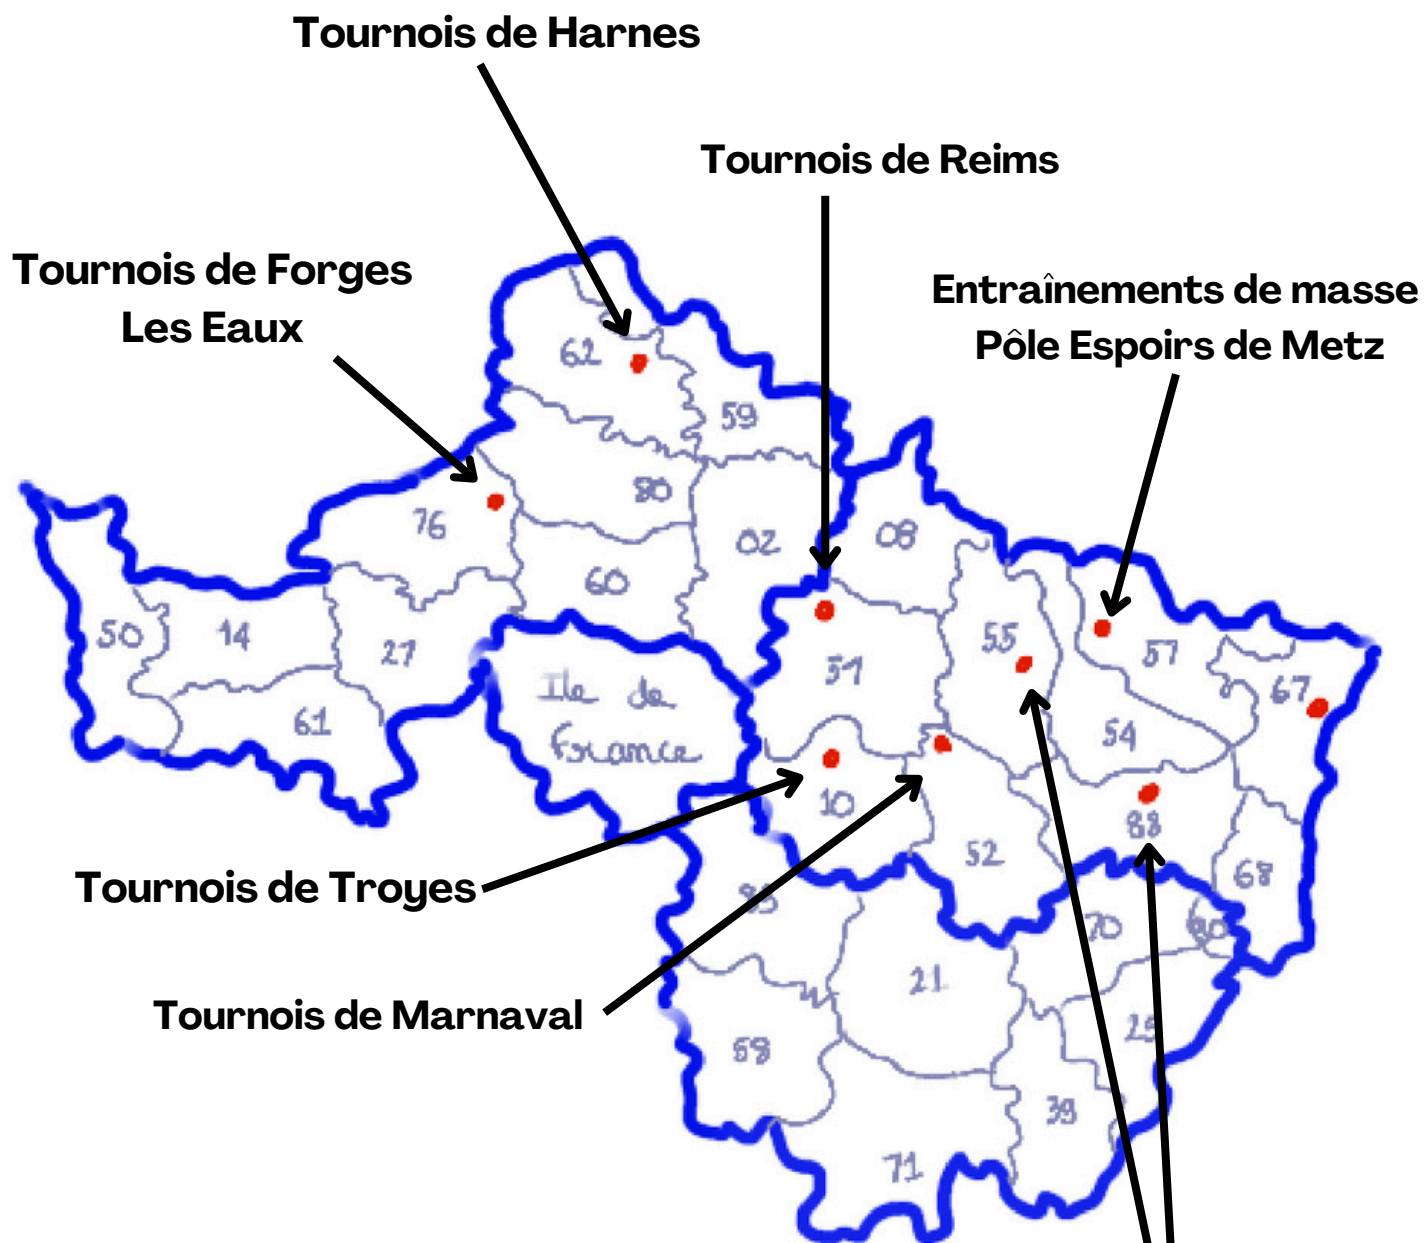 Tournois de Harnes
Tournois de Reims
Tournois de Forges
Les Eaux
Entraînements de masse
Pôle Espoirs de Metz
62
59
80
76
02
08
60
50
14
27
55
57
51
67
61
Ile de
France
54
10
88
52
68
Tournois de Troyes
70
90
21
Tournois de Marnaval
25
58
39
71